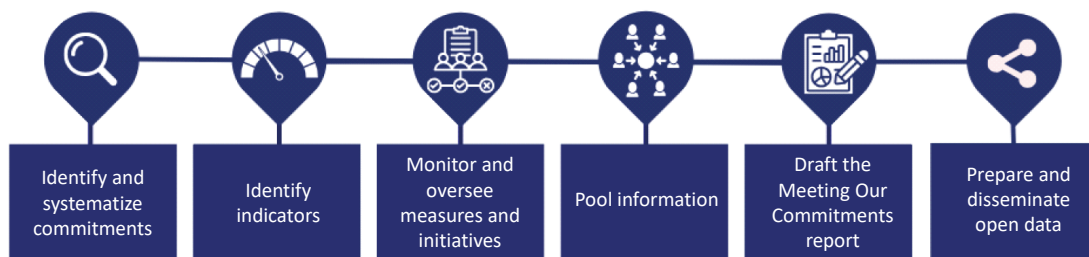 Identify and
systematize
commitments
Identify
indicators
Monitor and
oversee
measures and
initiatives
Pool information
Draft the
Meeting Our
Commitments
report
Prepare and
disseminate
open data